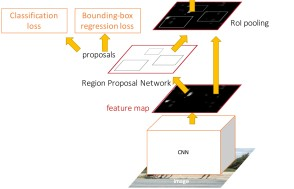 Classification
loss
Bounding-box
regression loss
RoI pooling
proposals
Region Proposal Network
feature map
CNN
image